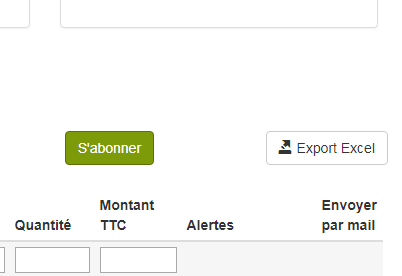 S'abonner
Export Excel
Montant Envoyer
Quantité TTC Alertes par mail